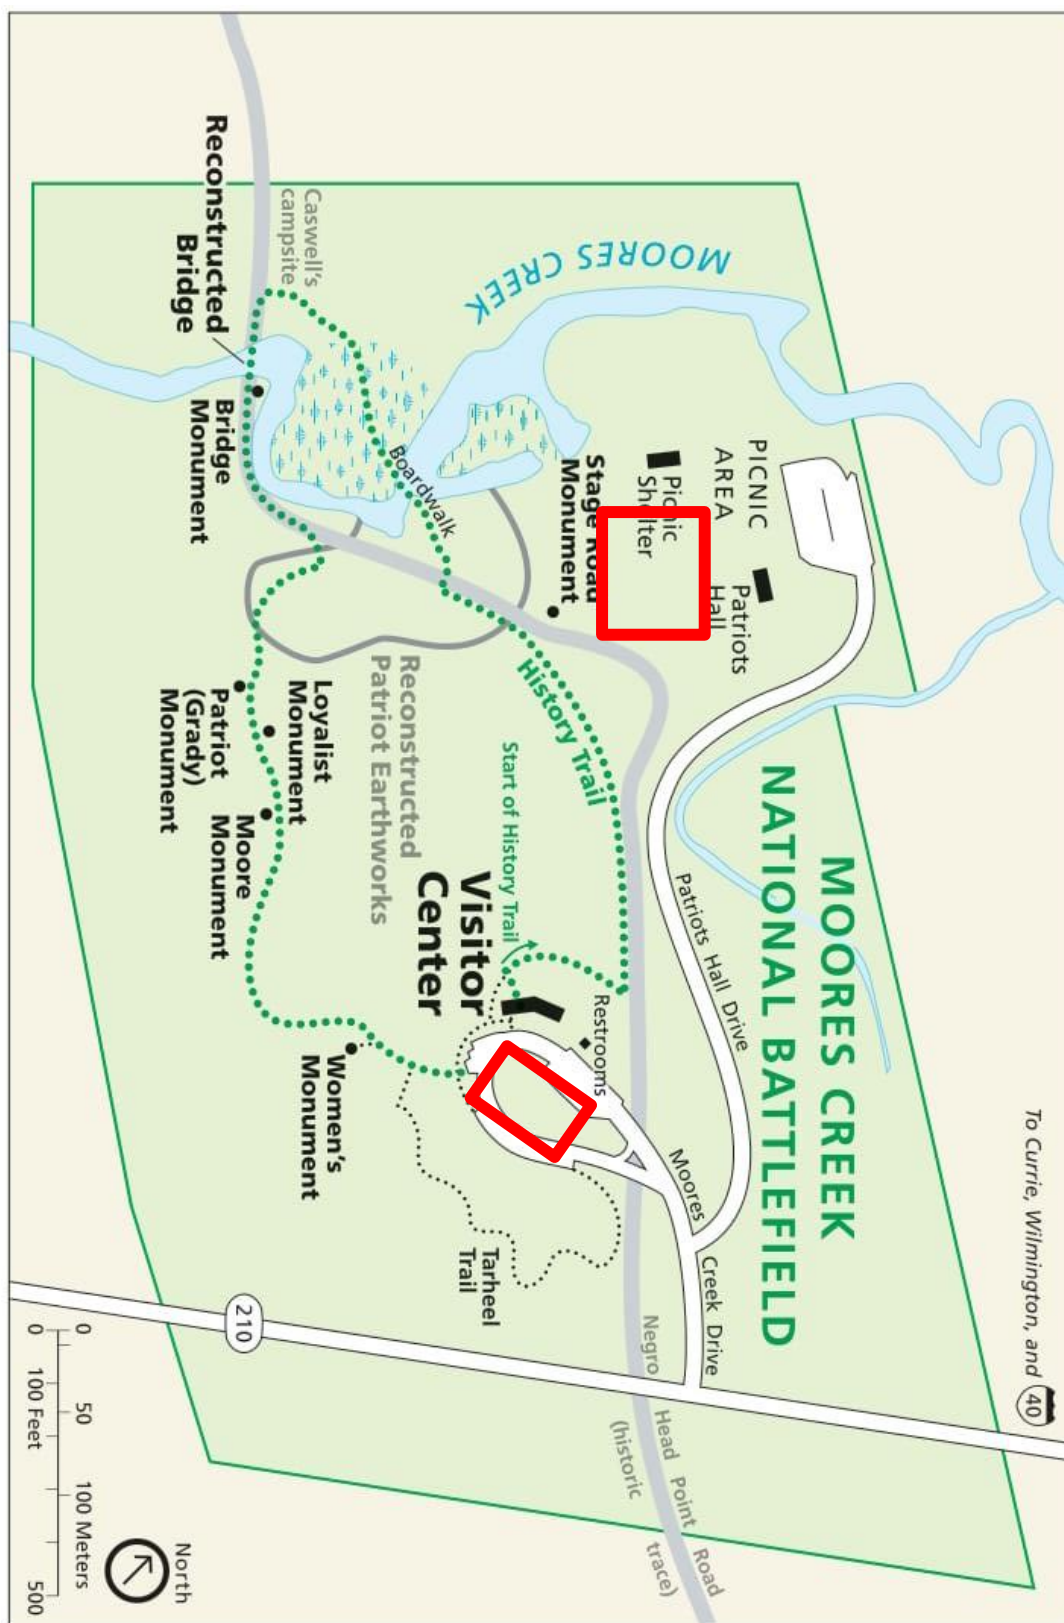 To Currie, Wilmington, and
40
MOORES CREEK
NATIONAL BATTLEFIELD
MOORES CREEK
PICNIC
AREA
Patriots
Hall
Picnic
Shelter
Stage Road
Monument
Patriots Hall Drive
Moores Creek Drive
Negro Head Point Road
(historic trace)
History Trail
Start of History Trail
Restrooms
Visitor
Center
Boardwalk
Caswell's
campsite
Reconstructed
Bridge
Bridge
Monument
Reconstructed
Patriot Earthworks
Loyalist
Monument
Patriot
(Grady)
Monument
Moore
Monument
Women's
Monument
Tarheel
Trail
210
0 50 100 Meters
0 100 Feet 500
North